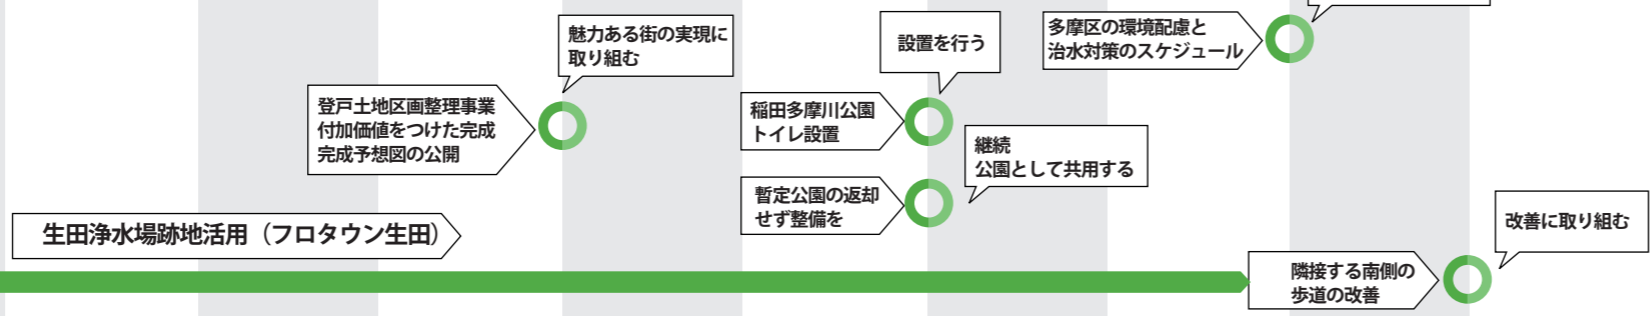 魅力ある街の実現に
取り組む
登戸土地区画整理事業
付加価値をつけた完成
完成予想図の公開
設置を行う
稲田多摩川公園
トイレ設置
継続
公園として共用する
暫定公園の返却
せず整備を
多摩区の環境配慮と
治水対策のスケジュール
生田浄水場跡地活用（フロタウン生田）
隣接する南側の
歩道の改善
改善に取り組む